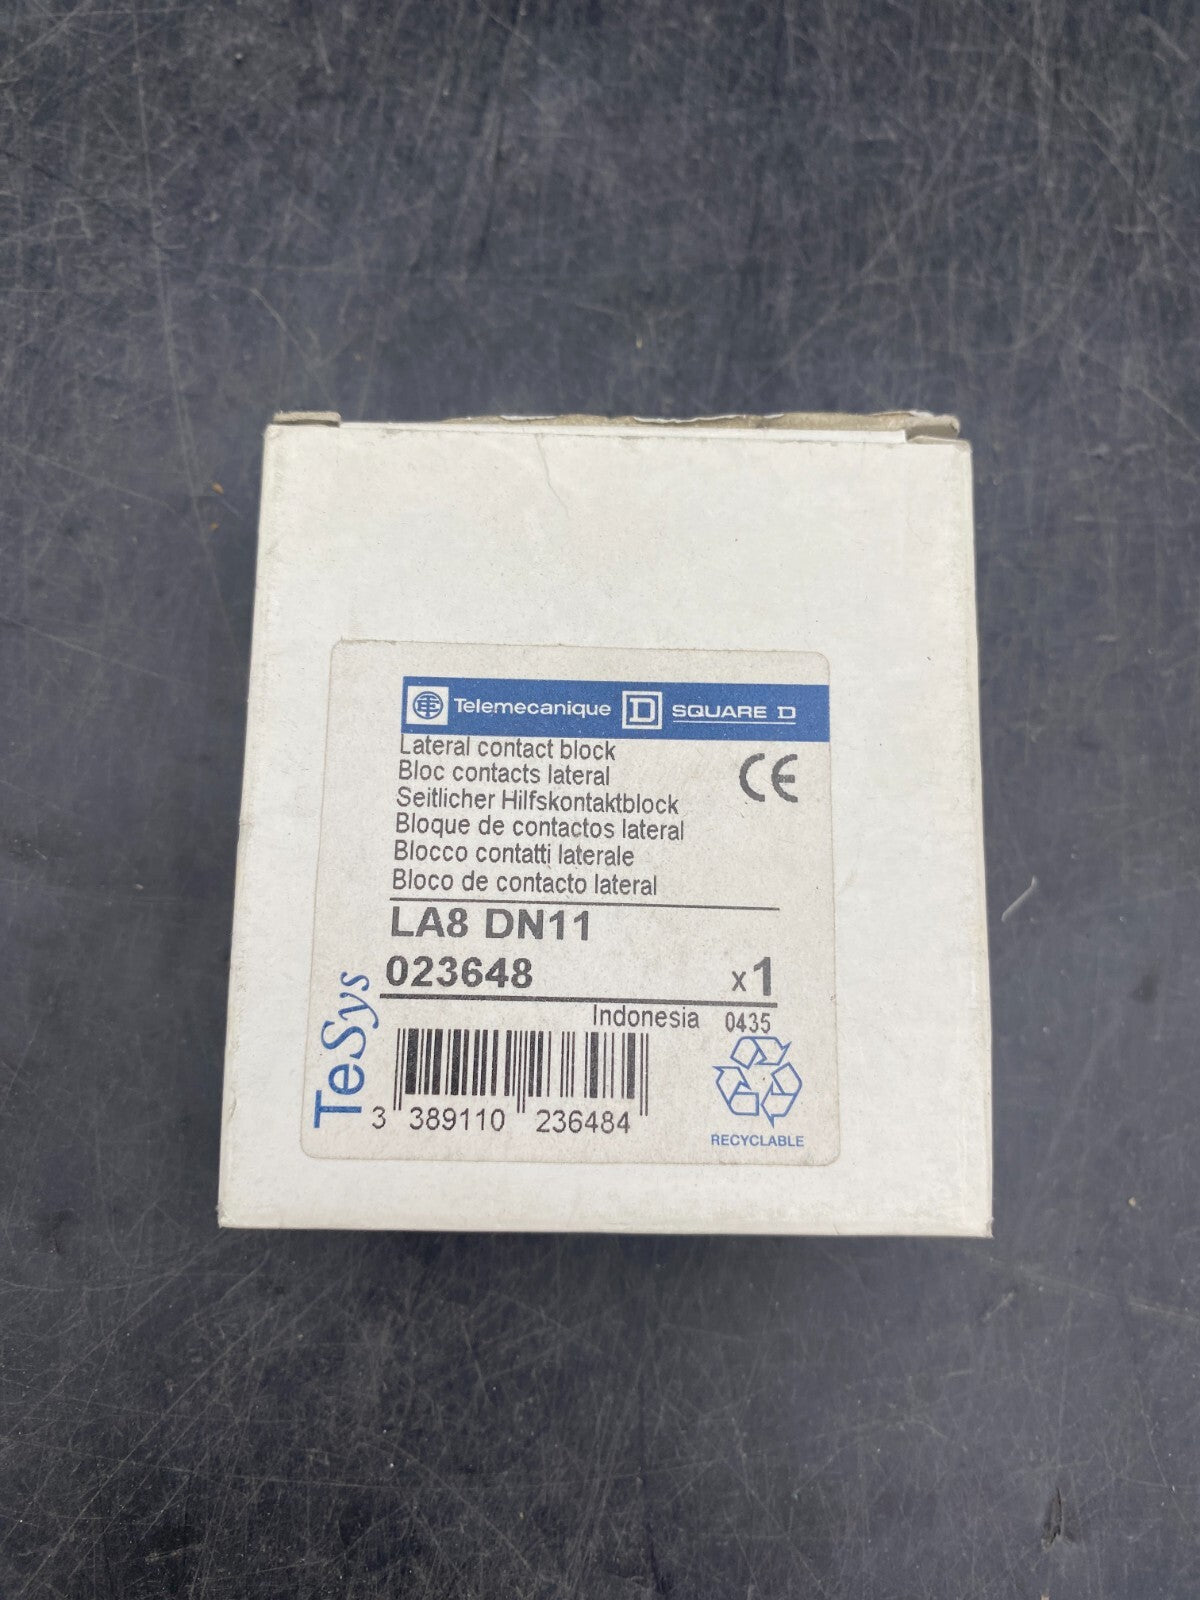 Telemecanique D SQUARE D
Lateral contact block
Bloc contacts lateral
Seitlicher Hilfskontaktblock
Bloque de contactos lateral
Blocco contatti laterale
Bloco de contacto lateral
LA8 DN11
023648 x1
Indonesia 0435
TeSys
3 389110 236484
RECYCLABLE
CE